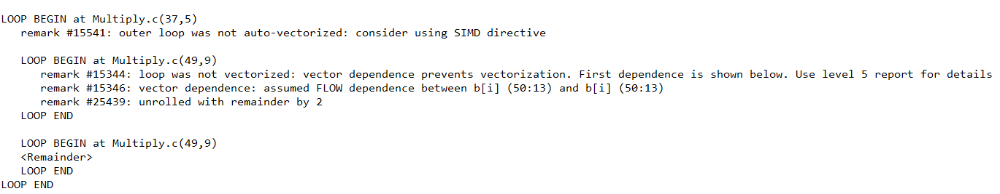 LOOP BEGIN at Multiply.c(37,5)
   remark #15541: outer loop was not auto-vectorized: consider using SIMD directive

   LOOP BEGIN at Multiply.c(49,9)
      remark #15344: loop was not vectorized: vector dependence prevents vectorization. First dependence is shown below. Use level 5 report for details
      remark #15346: vector dependence: assumed FLOW dependence between b[i] (50:13) and b[i] (50:13)
      remark #25439: unrolled with remainder by 2
   LOOP END

   LOOP BEGIN at Multiply.c(49,9)
   <Remainder>
   LOOP END
LOOP END